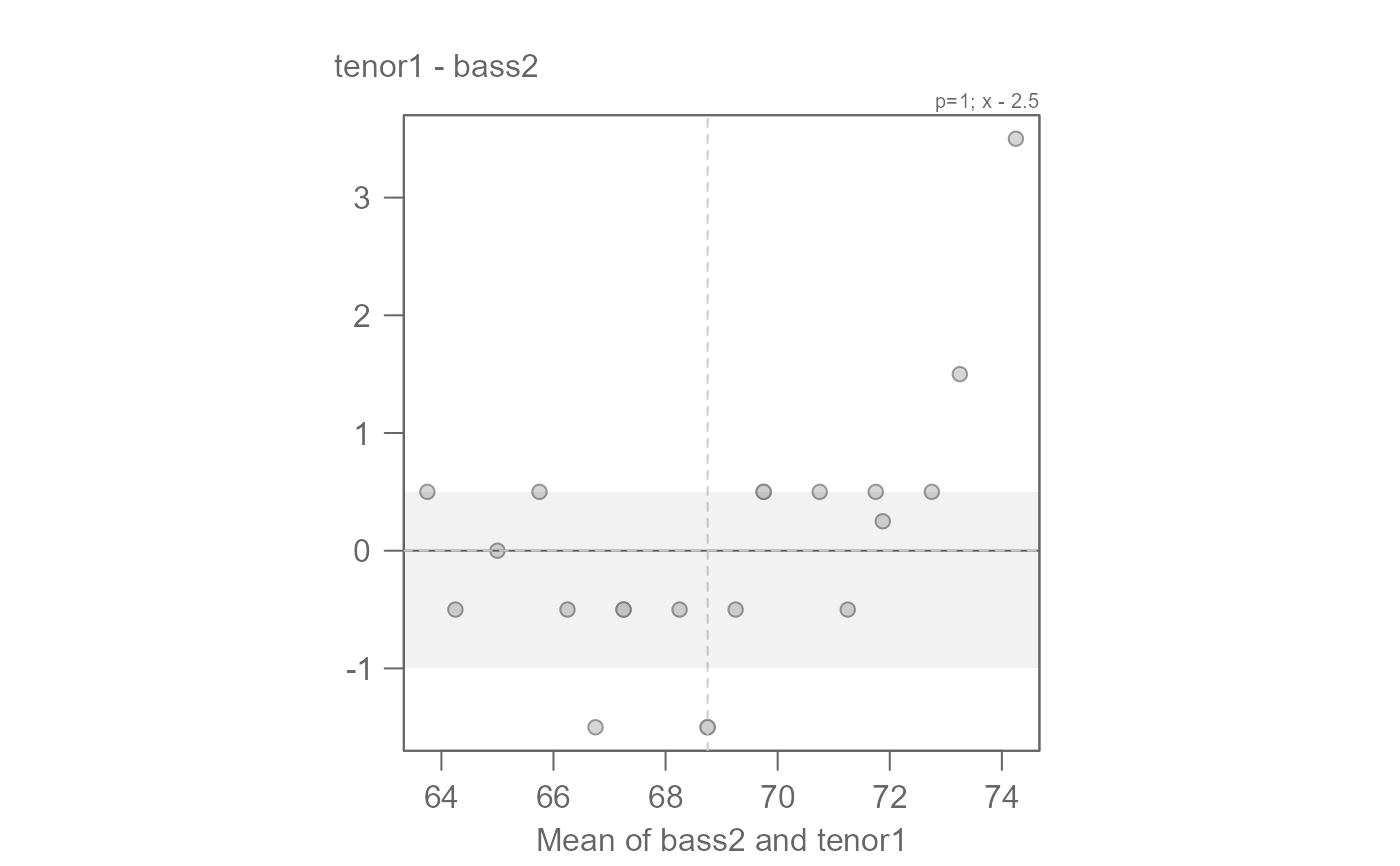 tenor1 - bass2
p=1; x - 2.5
3
2
1
0
-1
64 66 68 70 72 74
Mean of bass2 and tenor1